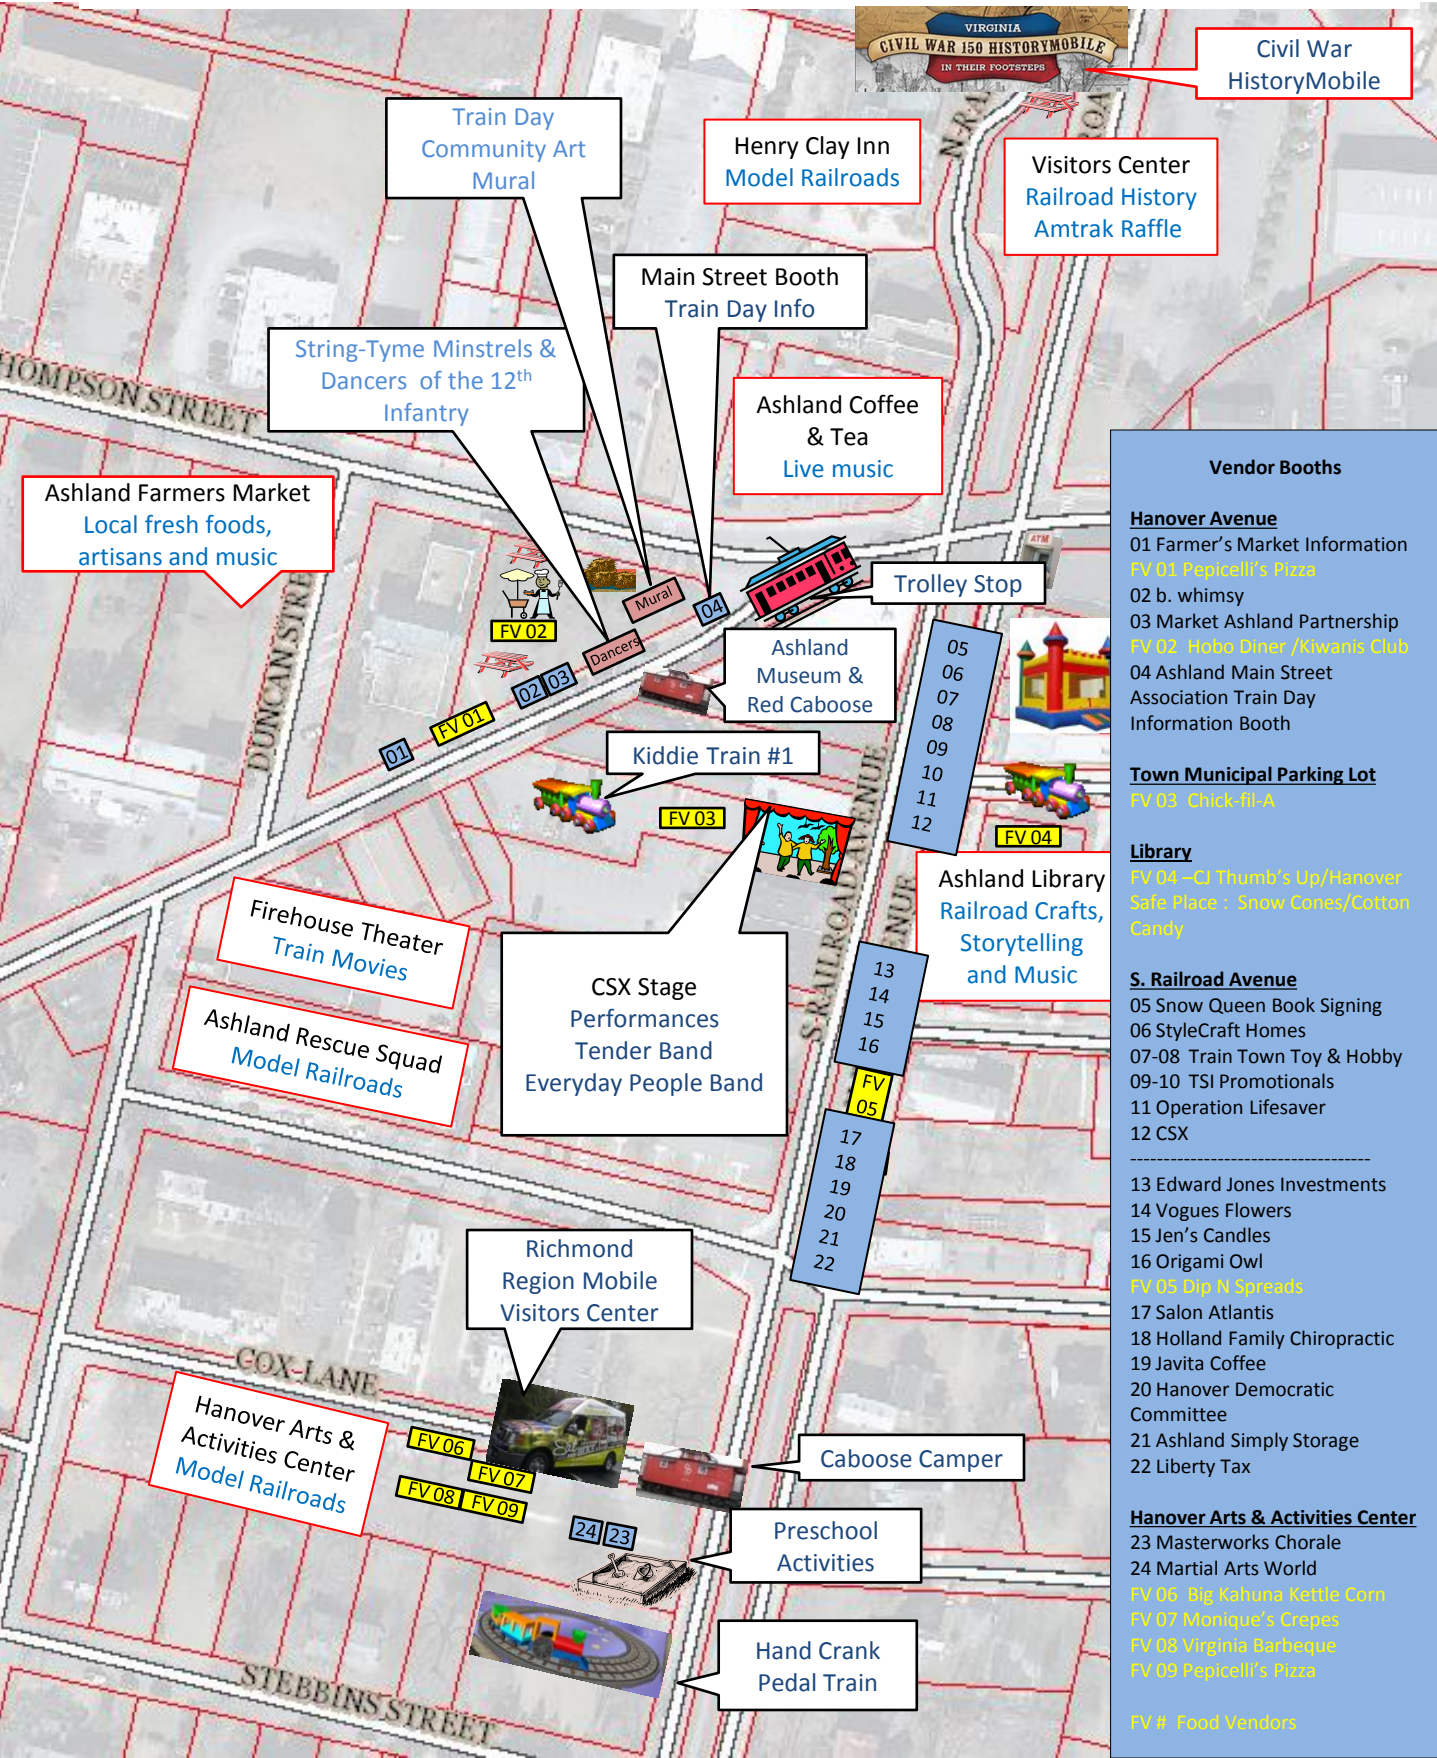 VIRGINIA
CIVIL WAR 150 HISTORYMOBILE
IN THEIR FOOTSTEPS
Civil War
HistoryMobile
Train Day
Community Art
Mural
Henry Clay Inn
Model Railroads
Visitors Center
Railroad History
Amtrak Raffle
Main Street Booth
Train Day Info
String-Tyme Minstrels &
Dancers of the 12th
Infantry
HOMPSON STREET
Ashland Coffee
& Tea
Live music
Ashland Farmers Market
Local fresh foods,
artisans and music
DUNCAN STRE
ATM
Trolley Stop
Mural
04
FV 02
Dancers
Ashland
Museum &
Red Caboose
02
03
FV 01
01
Kiddie Train #1
FV 03
05
06
07
08
09
10
11
12
FV 04
S RAILROAD AVENUE
ENUE
Ashland Library
Railroad Crafts,
Storytelling
and Music
Firehouse Theater
Train Movies
Ashland Rescue Squad
Model Railroads
CSX Stage
Performances
Tender Band
Everyday People Band
13
14
15
16
FV
05
17
18
19
20
21
22
Richmond
Region Mobile
Visitors Center
COX LANE
Hanover Arts &
Activities Center
Model Railroads
FV 06
FV 07
FV 08
FV 09
Caboose Camper
24
23
Preschool
Activities
Hand Crank
Pedal Train
STEBBINS STREET
Vendor Booths
Hanover Avenue
01 Farmer's Market Information
FV 01 Pepicelli's Pizza
02 b. whimsy
03 Market Ashland Partnership
FV 02 Hobo Diner /Kiwanis Club
04 Ashland Main Street
Association Train Day
Information Booth
Town Municipal Parking Lot
FV 03 Chick-fil-A
Library
FV 04 –CJ Thumb's Up/Hanover
Safe Place : Snow Cones/Cotton
Candy
S. Railroad Avenue
05 Snow Queen Book Signing
06 StyleCraft Homes
07-08 Train Town Toy & Hobby
09-10 TSI Promotionals
11 Operation Lifesaver
12 CSX
------------------------------------
13 Edward Jones Investments
14 Vogues Flowers
15 Jen's Candles
16 Origami Owl
FV 05 Dip N Spreads
17 Salon Atlantis
18 Holland Family Chiropractic
19 Javita Coffee
20 Hanover Democratic
Committee
21 Ashland Simply Storage
22 Liberty Tax
Hanover Arts & Activities Center
23 Masterworks Chorale
24 Martial Arts World
FV 06 Big Kahuna Kettle Corn
FV 07 Monique's Crepes
FV 08 Virginia Barbeque
FV 09 Pepicelli's Pizza
FV # Food Vendors